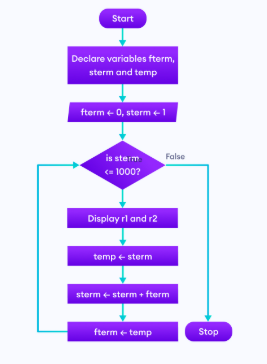 Start
Declare variables fterm,
sterm and temp
fterm ← 0, sterm ← 1
is sterm
<= 1000?
False
Display r1 and r2
temp ← sterm
sterm ← sterm + fterm
fterm ← temp
Stop